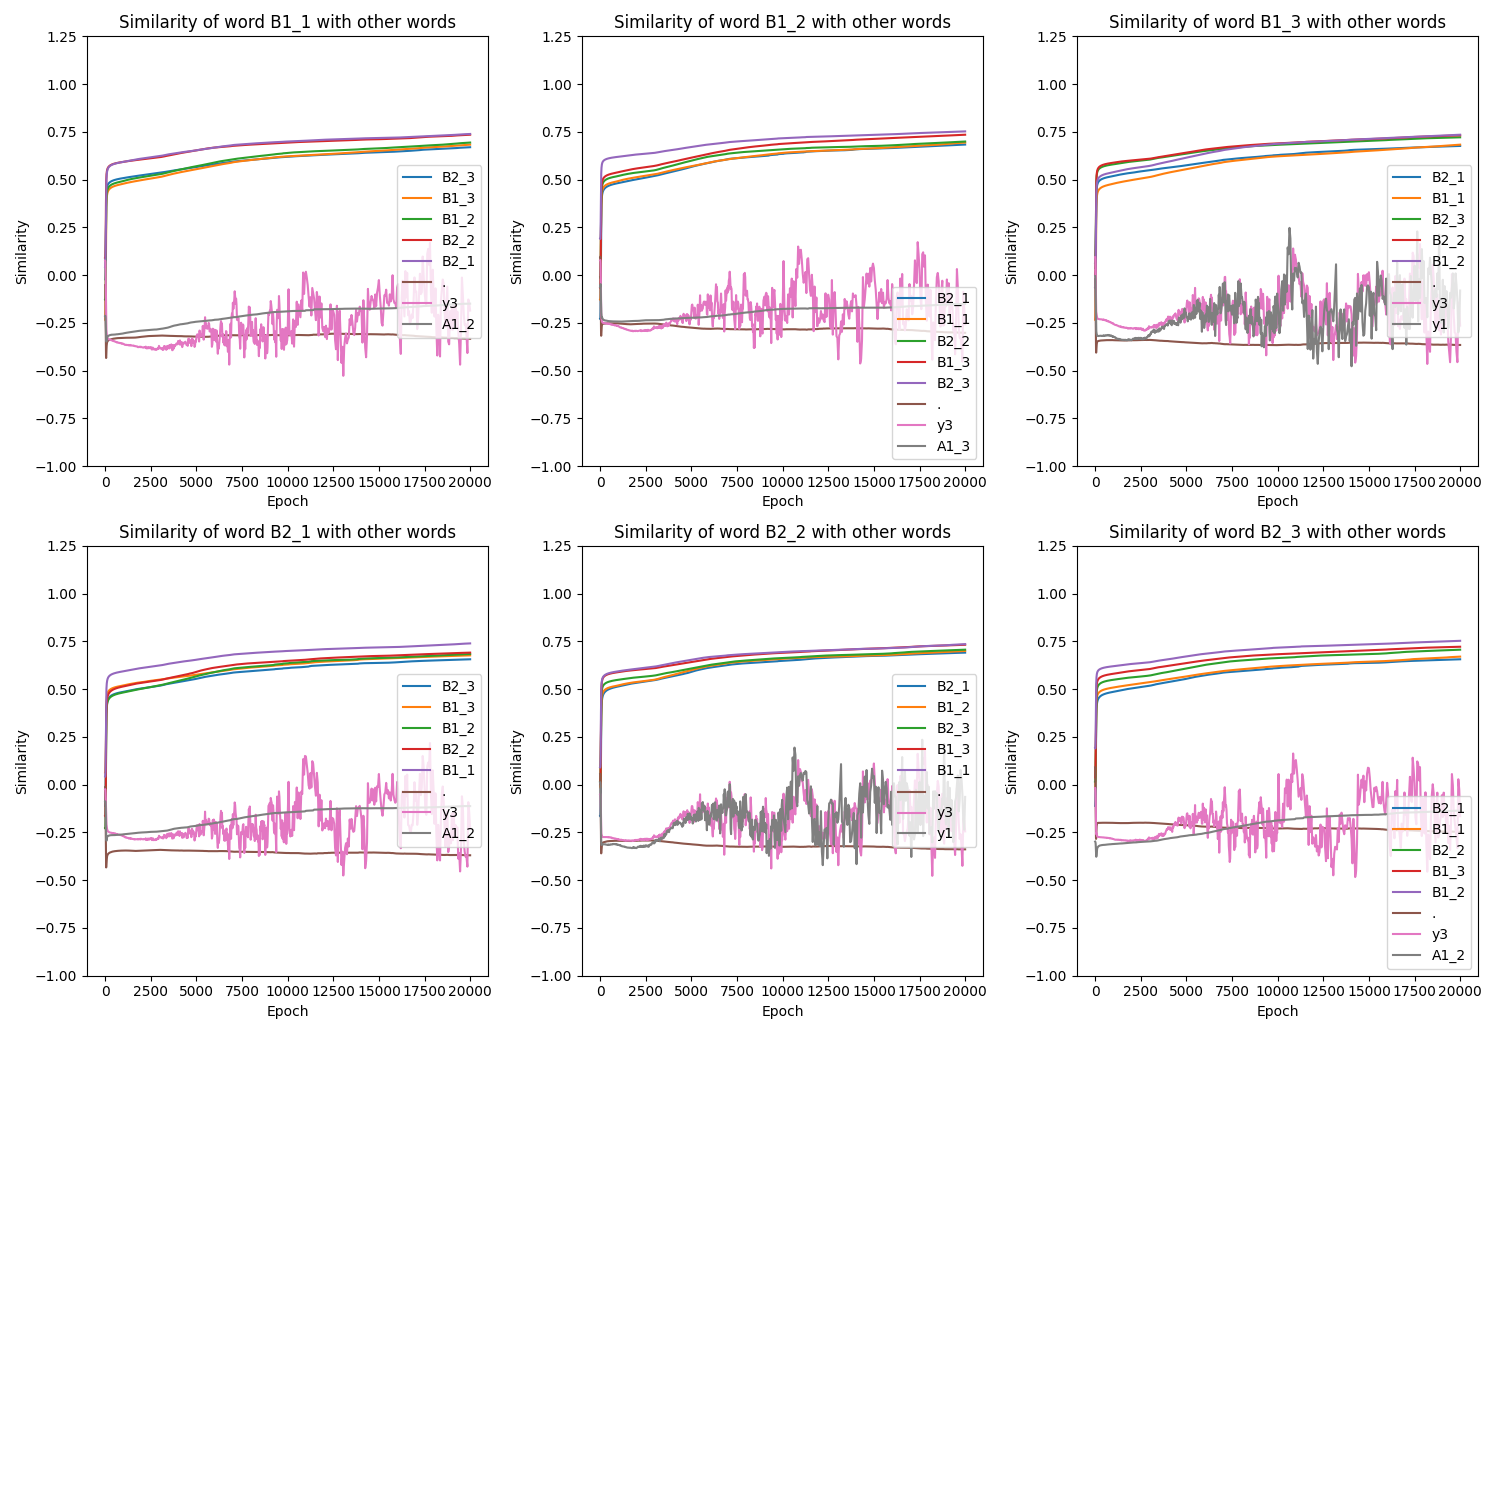 Similarity of word B1_1 with other words
1.25
1.00
0.75
0.50
0.25
0.00
−0.25
−0.50
−0.75
−1.00
Similarity
0 2500 5000 7500 10000 12500 15000 17500 20000
Epoch
B2_3
B1_3
B1_2
B2_2
B2_1
.
y3
A1_2
Similarity of word B1_2 with other words
1.25
1.00
0.75
0.50
0.25
0.00
−0.25
−0.50
−0.75
−1.00
Similarity
0 2500 5000 7500 10000 12500 15000 17500 20000
Epoch
B2_1
B1_1
B2_2
B1_3
B2_3
.
y3
A1_3
Similarity of word B1_3 with other words
1.25
1.00
0.75
0.50
0.25
0.00
−0.25
−0.50
−0.75
−1.00
Similarity
0 2500 5000 7500 10000 12500 15000 17500 20000
Epoch
B2_1
B1_1
B2_3
B2_2
B1_2
.
y3
y1
Similarity of word B2_1 with other words
1.25
1.00
0.75
0.50
0.25
0.00
−0.25
−0.50
−0.75
−1.00
Similarity
0 2500 5000 7500 10000 12500 15000 17500 20000
Epoch
B2_3
B1_3
B1_2
B2_2
B1_1
.
y3
A1_2
Similarity of word B2_2 with other words
1.25
1.00
0.75
0.50
0.25
0.00
−0.25
−0.50
−0.75
−1.00
Similarity
0 2500 5000 7500 10000 12500 15000 17500 20000
Epoch
B2_1
B1_2
B2_3
B1_3
B1_1
.
y3
y1
Similarity of word B2_3 with other words
1.25
1.00
0.75
0.50
0.25
0.00
−0.25
−0.50
−0.75
−1.00
Similarity
0 2500 5000 7500 10000 12500 15000 17500 20000
Epoch
B2_1
B1_1
B2_2
B1_3
B1_2
.
y3
A1_2